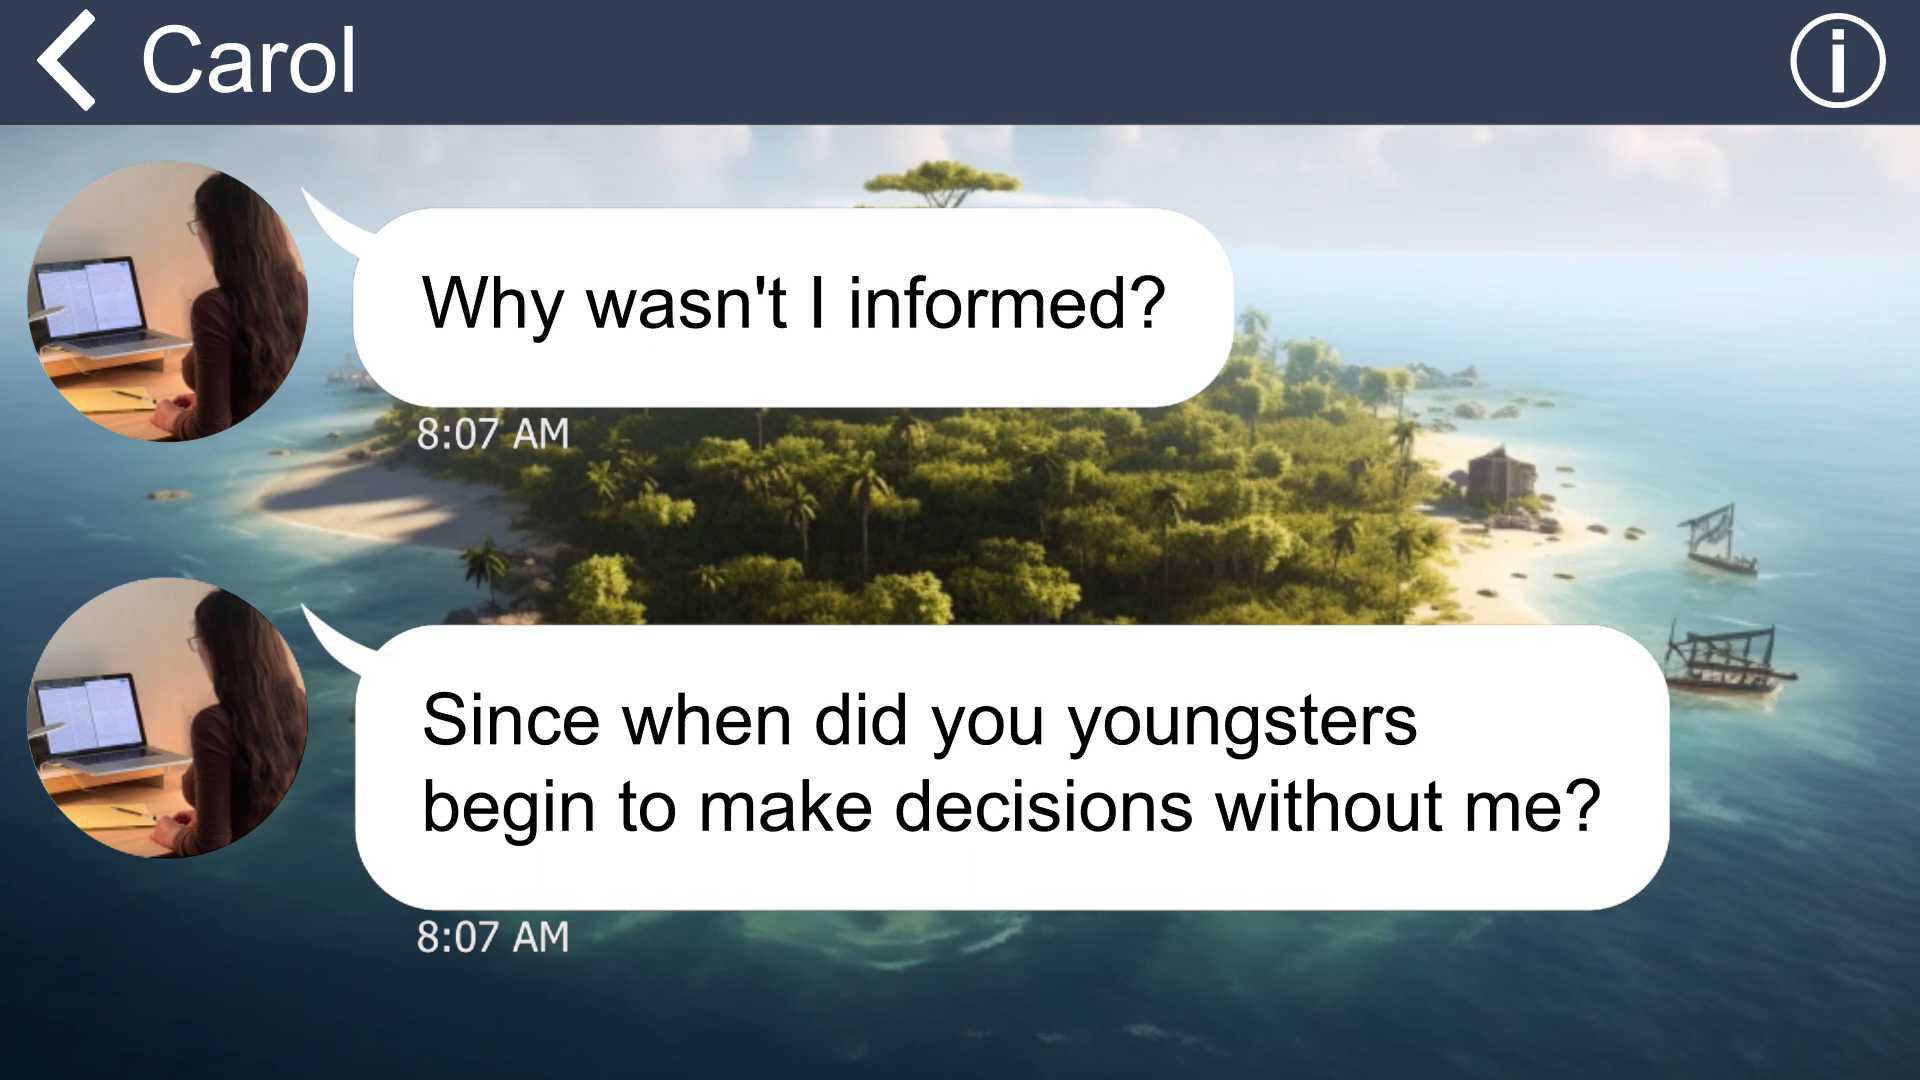 Carol
Why wasn't I informed?
8:07 AM
Since when did you youngsters
begin to make decisions without me?
8:07 AM